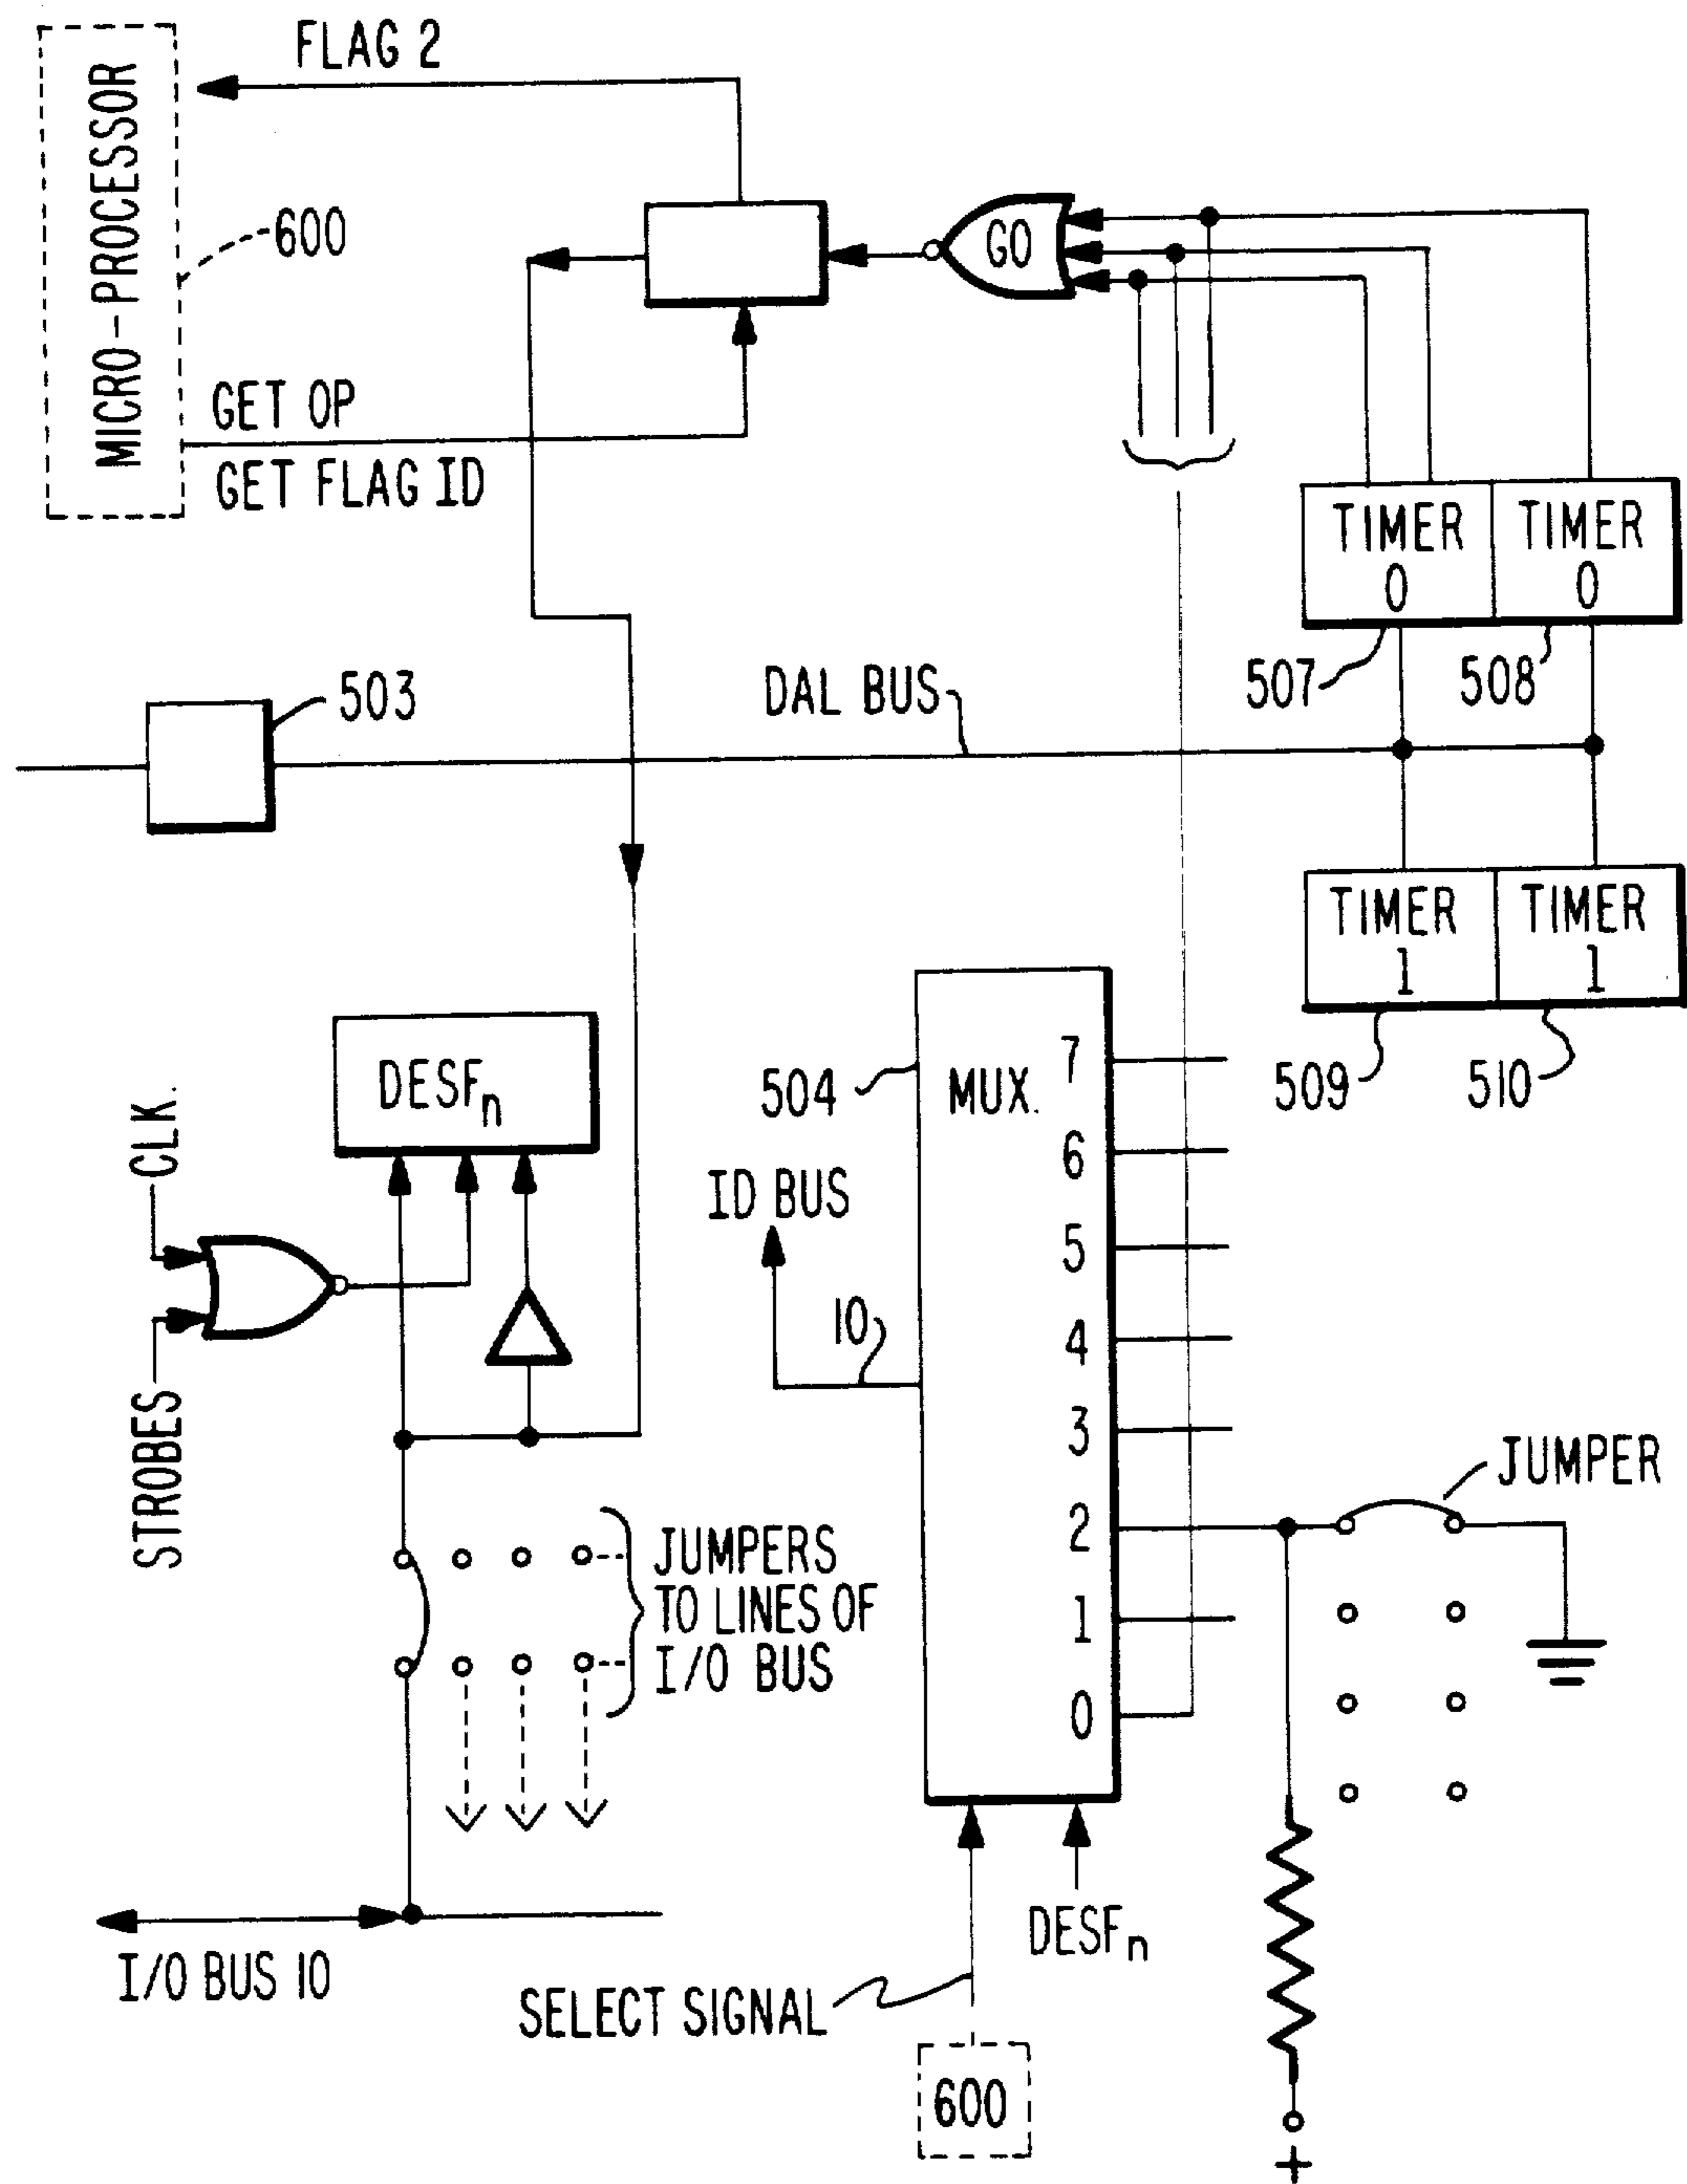 FLAG 2
MICRO-PROCESSOR
600
GO
GET OP
GET FLAG ID
TIMER
0
TIMER
0
507
508
503
DAL BUS
TIMER
1
TIMER
1
509
510
504
MUX.
7
6
5
4
3
2
1
0
DESFn
CLK.
STROBES
ID BUS
10
JUMPER
JUMPERS
TO LINES OF
I/O BUS
I/O BUS 10
DESFn
SELECT SIGNAL
600
+